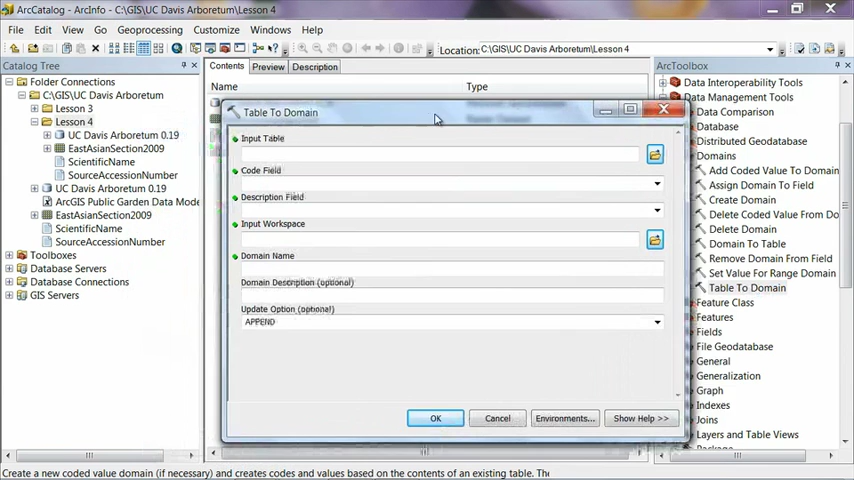 ArcCatalog - ArcInfo - C:\GIS\UC Davis Arboretum\Lesson 4
File Edit View Go Geoprocessing Customize Windows Help
Location: C:\GIS\UC Davis Arboretum\Lesson 4
Catalog Tree
Folder Connections
C:\GIS\UC Davis Arboretum
Lesson 3
Lesson 4
UC Davis Arboretum 0.19
EastAsianSection2009
ScientificName
SourceAccessionNumber
UC Davis Arboretum 0.19
ArcGIS Public Garden Data Mode
EastAsianSection2009
ScientificName
SourceAccessionNumber
Toolboxes
Database Servers
Database Connections
GIS Servers
Contents Preview Description
Name Type
Table To Domain
Input Table
Code Field
Description Field
Input Workspace
Domain Name
Domain Description (optional)
Update Option (optional)
APPEND
OK Cancel Environments... Show Help >>
ArcToolbox
Data Interoperability Tools
Data Management Tools
Data Comparison
Database
Distributed Geodatabase
Domains
Add Coded Value To Domain
Assign Domain To Field
Create Domain
Delete Coded Value From Do
Delete Domain
Domain To Table
Remove Domain From Field
Set Value For Range Domain
Table To Domain
Feature Class
Features
Fields
File Geodatabase
General
Generalization
Graph
Indexes
Joins
Layers and Table Views
Create a new coded value domain (if necessary) and creates codes and values based on the contents of an existing table. The